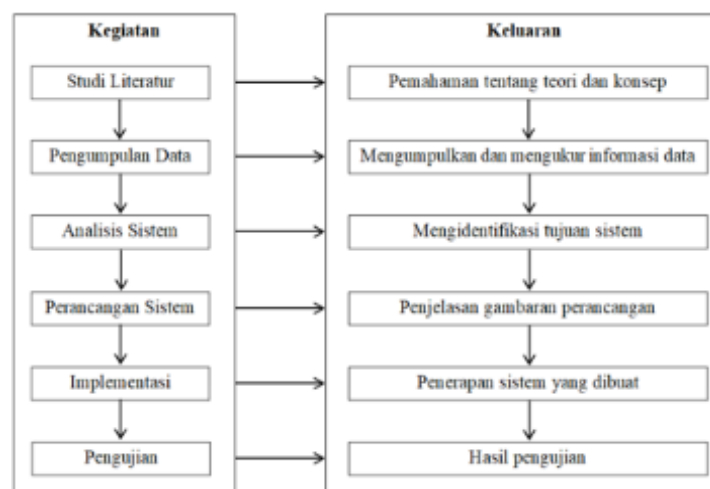 Kegiatan
Keluaran
Studi Literatur
Pemahaman tentang teori dan konsep
Pengumpulan Data
Mengumpulkan dan mengukur informasi data
Analisis Sistem
Mengidentifikasi tujuan sistem
Perancangan Sistem
Penjelasan gambaran perancangan
Implementasi
Penerapan sistem yang dibuat
Pengujian
Hasil pengujian